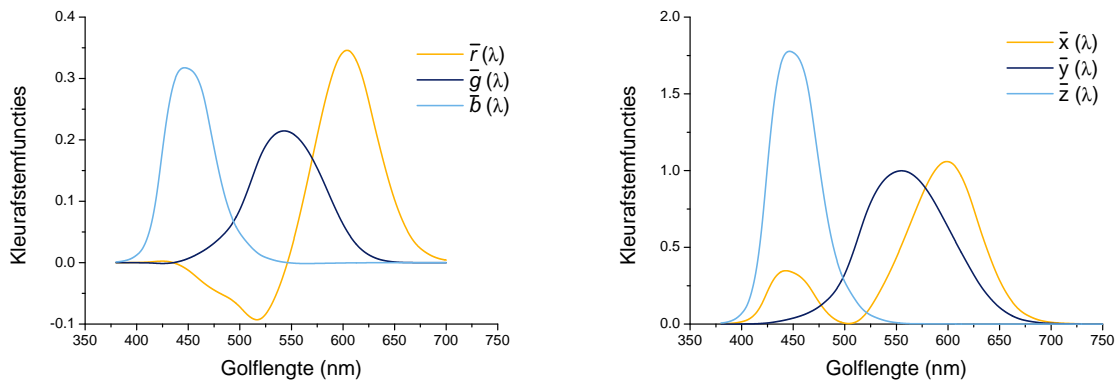 0.4
0.3
0.2
0.1
0.0
-0.1
Kleurafstemfuncties
r̄ (λ)
ḡ (λ)
b̄ (λ)
350 400 450 500 550 600 650 700 750
Golflengte (nm)
2.0
1.5
1.0
0.5
0.0
Kleurafstemfuncties
x̄ (λ)
ȳ (λ)
z̄ (λ)
350 400 450 500 550 600 650 700 750
Golflengte (nm)